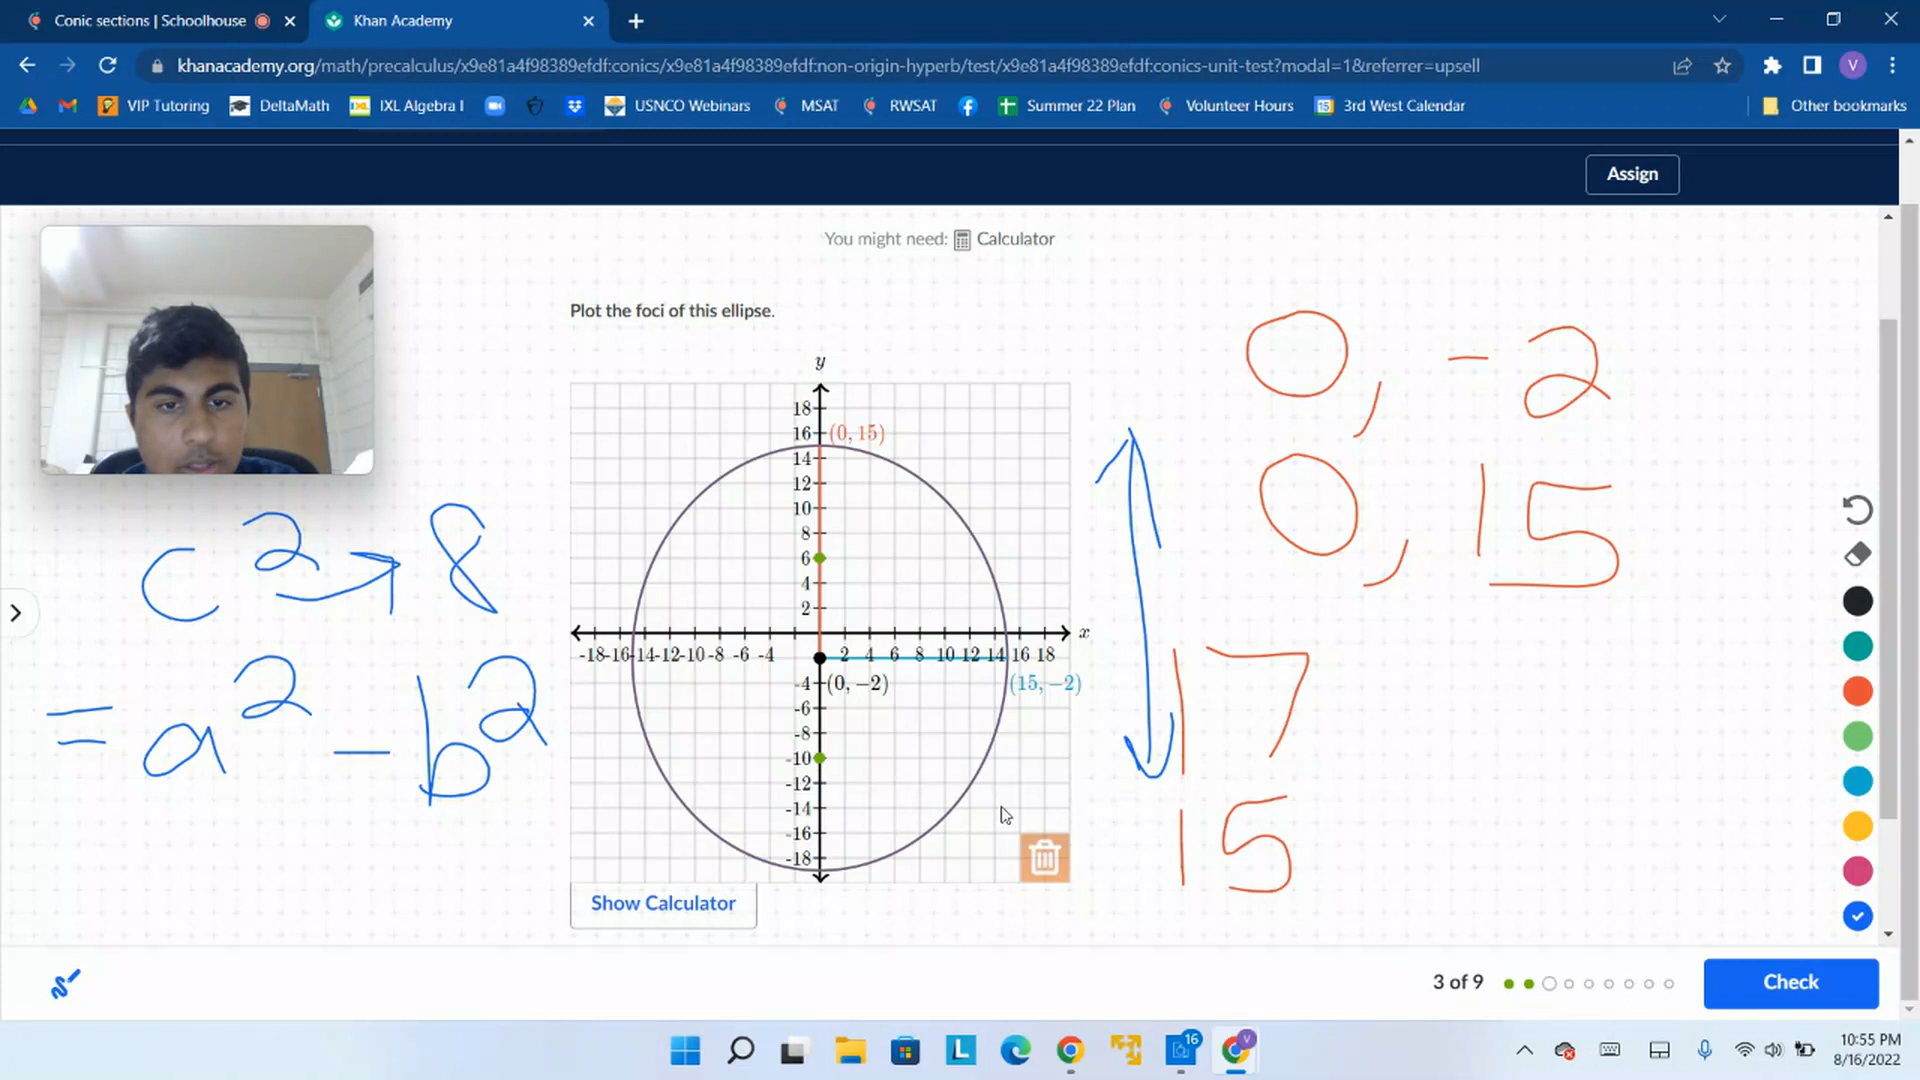 Conic sections | Schoolhouse
Khan Academy
khanacademy.org/math/precalculus/x9e81a4f98389efdf:conics/x9e81a4f98389efdf:non-origin-hyperb/test/x9e81a4f98389efdf:conics-unit-test?modal=1&referrer=upsell
V
VIP Tutoring
DeltaMath
IXL Algebra I
USNCO Webinars
MSAT
RWSAT
Summer 22 Plan
Volunteer Hours
3rd West Calendar
Other bookmarks
Assign
You might need: Calculator
Plot the foci of this ellipse.
y
18
16
(0, 15)
14
12
10
8
6
4
2
x
-18 -16 -14 -12 -10 -8 -6 -4 2 4 6 8 10 12 14 16 18
-4
(0, −2)
(15, −2)
-6
-8
-10
-12
-14
-16
-18
c² → 8
= a² − b²
0, -2
0, 15
17
15
Show Calculator
3 of 9
Check
16
V
10:55 PM
8/16/2022